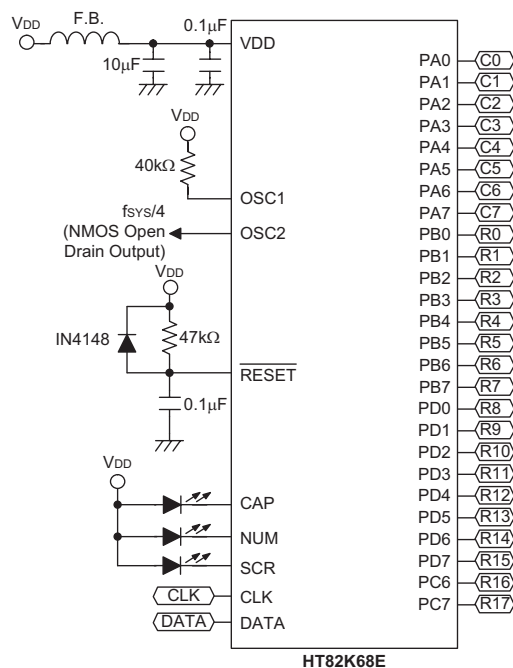 VDD
F.B.
0.1μF
10μF
VDD
VDD
40kΩ
OSC1
fSYS/4
(NMOS Open
Drain Output)
OSC2
VDD
IN4148
47kΩ
RESET
0.1μF
VDD
CAP
NUM
SCR
CLK
CLK
DATA
DATA
PA0 C0
PA1 C1
PA2 C2
PA3 C3
PA4 C4
PA5 C5
PA6 C6
PA7 C7
PB0 R0
PB1 R1
PB2 R2
PB3 R3
PB4 R4
PB5 R5
PB6 R6
PB7 R7
PD0 R8
PD1 R9
PD2 R10
PD3 R11
PD4 R12
PD5 R13
PD6 R14
PD7 R15
PC6 R16
PC7 R17
HT82K68E